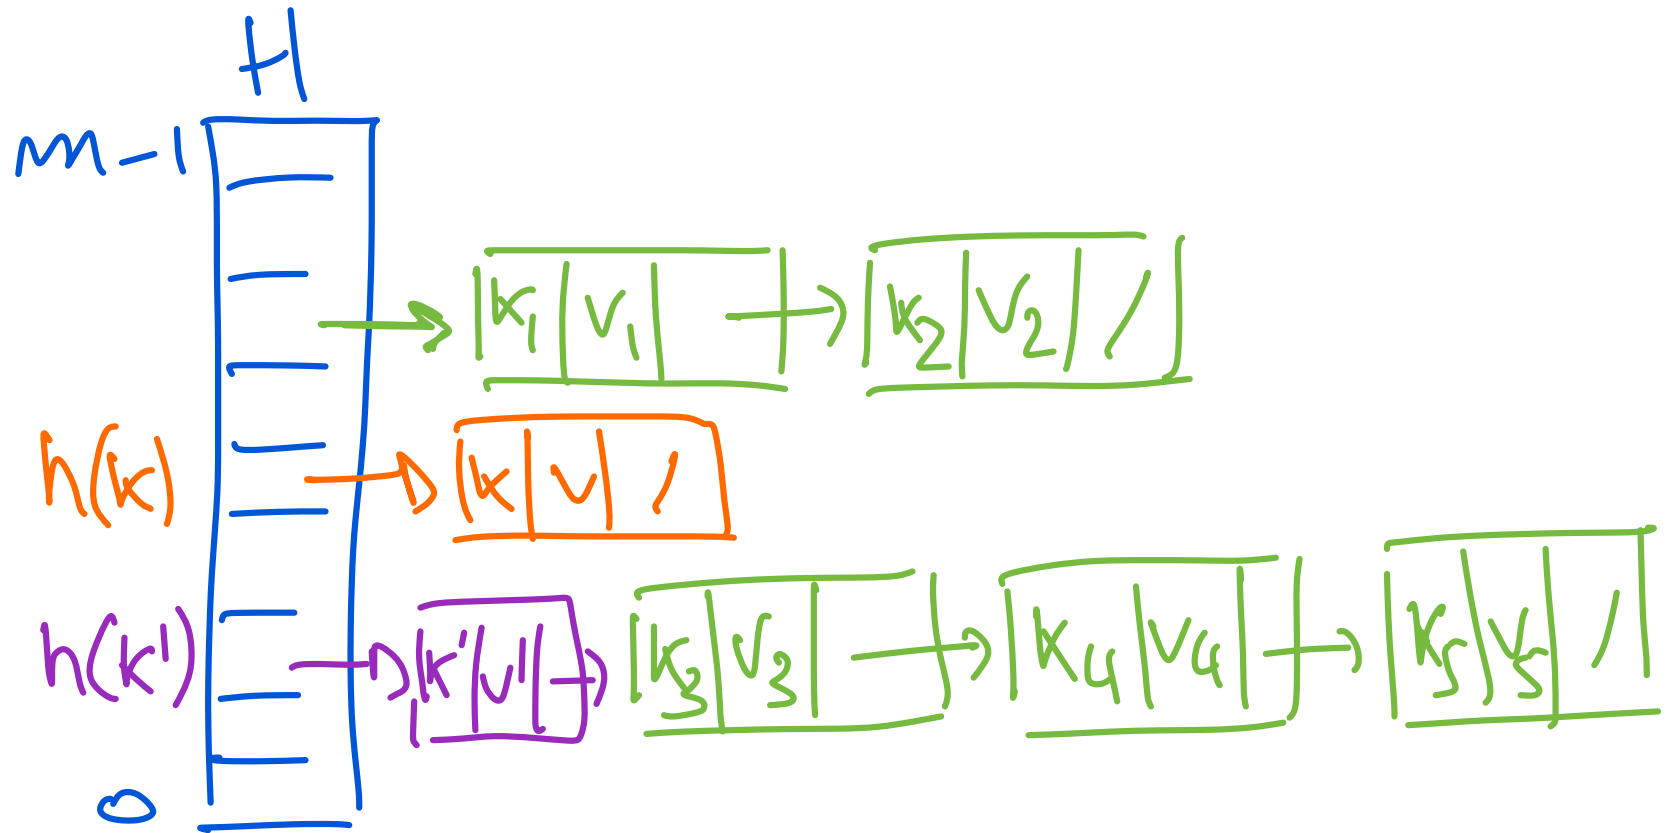 H
m-1
k₁ | v₁ | → k₂ | v₂ | /
h(k) → k | v | /
h(k') → k' | v' | → k₃ | v₃ | → k₄ | v₄ | → k₅ | v₅ | /
0